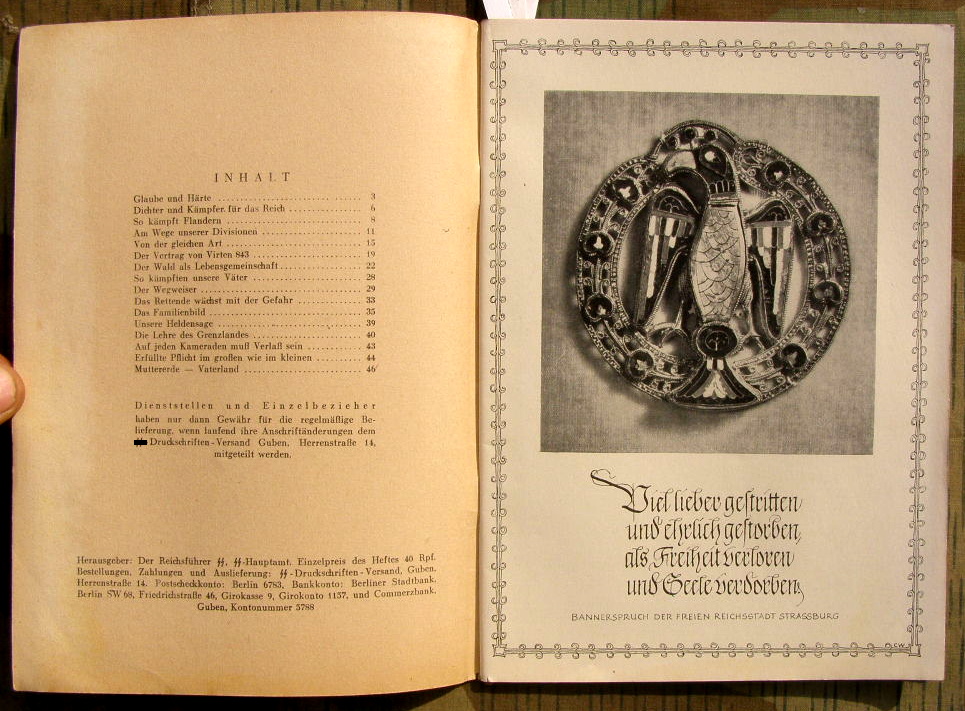 INHALT
Glaube und Härte ........................ 3
Dichter und Kämpfer für das Reich ................ 6
So kämpft Flandern ........................ 8
Am Wege unserer Divisionen .................... 11
Von der gleichen Art ........................ 15
Der Vortrag von Virten 843 .................... 19
Der Wald als Lebensgemeinschaft ................ 22
So kämpften unsere Väter .................... 28
Der Wegweiser ........................ 29
Das Rettende wächst mit der Gefahr ............ 33
Das Familienbild ........................ 35
Unsere Heldensage ........................ 39
Die Lehre des Grenzlandes .................... 40
Auf jeden Kameraden muß Verlaß sein ............ 43
Erfüllte Pflicht im großen wie im kleinen .......... 44
Muttererde — Vaterland .................... 46
Dienststellen und Einzelbezieher
haben nur dann Gewähr für die regelmäßige Be-
lieferung, wenn laufend ihre Anschriftänderungen dem
Druckschriften-Versand Guben, Herrenstraße 14,
mitgeteilt werden.
Herausgeber: Der Reichsführer ᛋᛋ, ᛋᛋ-Hauptamt. Einzelpreis des Heftes 40 Rpf.
Bestellungen, Zahlungen und Auslieferung: ᛋᛋ-Druckschriften-Versand, Guben,
Herrenstraße 14. Postscheckkonto: Berlin 6783, Bankkonto: Berliner Stadtbank,
Berlin SW 68, Friedrichstraße 46, Girokasse 9, Girokonto 1157, und Commerzbank,
Guben, Kontonummer 5788
Viel lieber gestritten
und ehrlich gestorben,
als Freiheit verloren
und Seele verdorben,
BANNERSPRUCH DER FREIEN REICHSSTADT STRASSBURG
CW